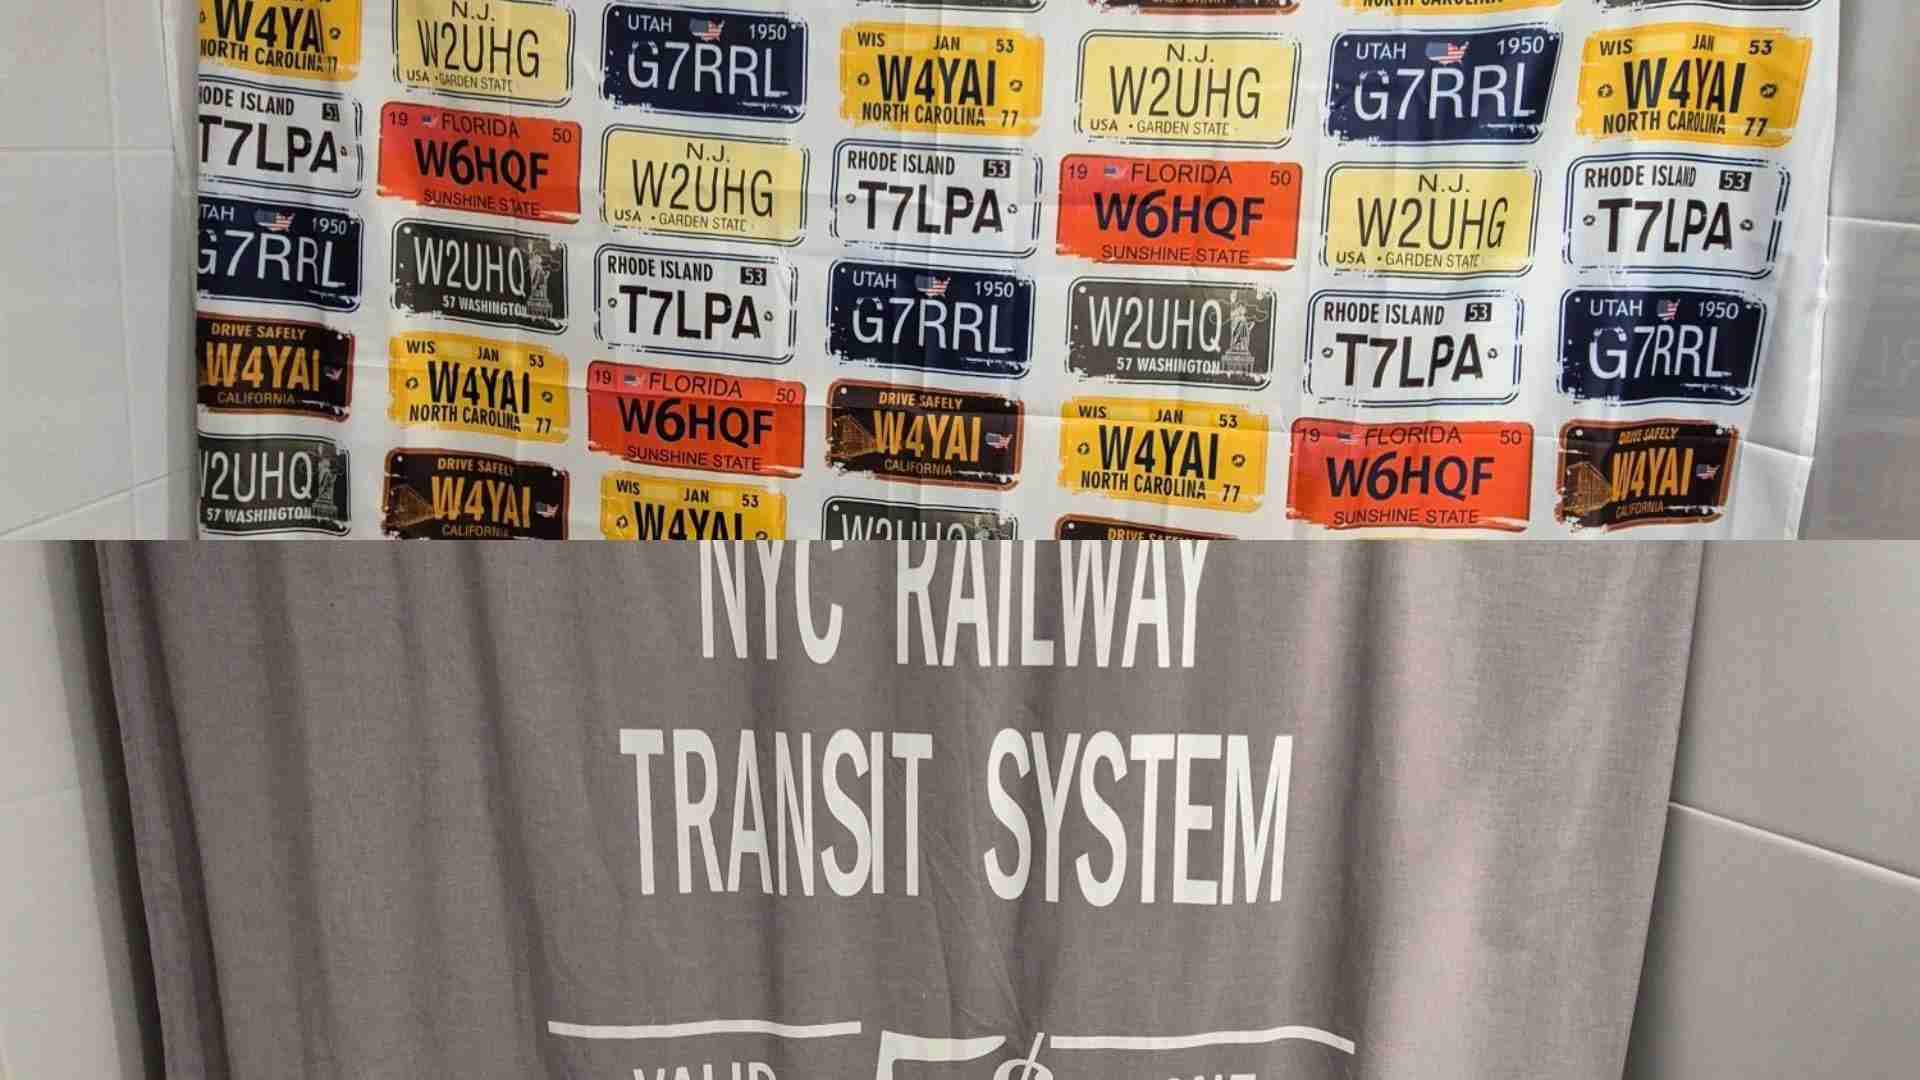 W4YAI
NORTH CAROLINA 77
N.J.
W2UHG
USA • GARDEN STATE
UTAH 1950
G7RRL
WIS JAN 53
W4YAI
NORTH CAROLINA 77
N.J.
W2UHG
USA • GARDEN STATE
UTAH 1950
G7RRL
WIS JAN 53
W4YAI
NORTH CAROLINA 77
RHODE ISLAND 53
T7LPA
19 FLORIDA 50
W6HQF
SUNSHINE STATE
N.J.
W2UHG
USA • GARDEN STATE
RHODE ISLAND 53
T7LPA
19 FLORIDA 50
W6HQF
SUNSHINE STATE
N.J.
W2UHG
USA • GARDEN STATE
RHODE ISLAND 53
T7LPA
UTAH 1950
G7RRL
W2UHQ
57 WASHINGTON
RHODE ISLAND 53
T7LPA
UTAH 1950
G7RRL
W2UHQ
57 WASHINGTON
RHODE ISLAND 53
T7LPA
UTAH 1950
G7RRL
DRIVE SAFELY
W4YAI
CALIFORNIA
WIS JAN 53
W4YAI
NORTH CAROLINA 77
19 FLORIDA 50
W6HQF
SUNSHINE STATE
DRIVE SAFELY
W4YAI
CALIFORNIA
WIS JAN 53
W4YAI
NORTH CAROLINA 77
19 FLORIDA 50
W6HQF
SUNSHINE STATE
DRIVE SAFELY
W4YAI
CALIFORNIA
W2UHQ
57 WASHINGTON
DRIVE SAFELY
W4YAI
CALIFORNIA
WIS JAN 53
W4YAI
W2UHQ
DRIVE SAFELY
NYC RAILWAY
TRANSIT SYSTEM
VALID